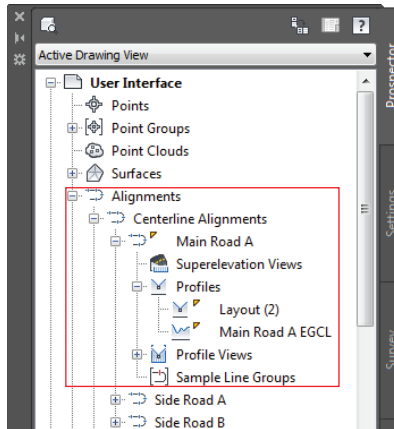 Active Drawing View
User Interface
Points
Point Groups
Point Clouds
Surfaces
Alignments
Centerline Alignments
Main Road A
Superelevation Views
Profiles
Layout (2)
Main Road A EGCL
Profile Views
Sample Line Groups
Side Road A
Side Road B
Prospector
Settings
Survey